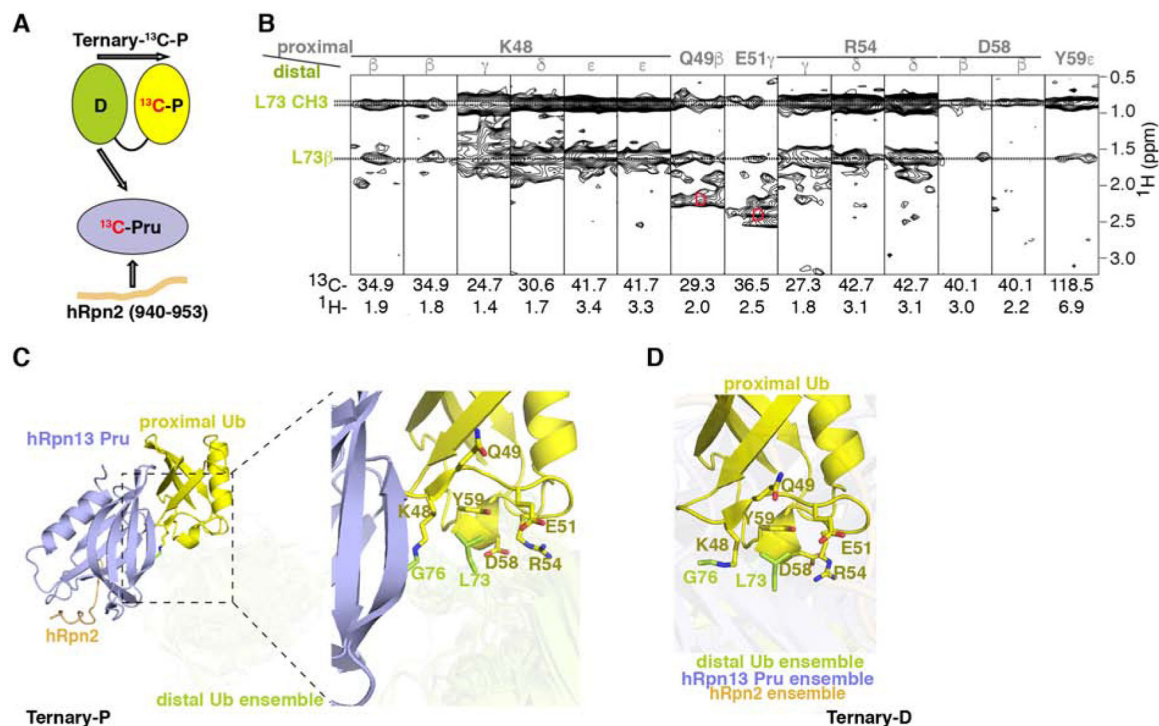 A
Ternary-¹³C-P
D
¹³C-P
¹³C-Pru
hRpn2 (940-953)
B
proximal K48 Q49β E51γ R54 D58 Y59ε
distal β β γ δ ε ε γ δ δ β β
L73 CH3
L73β
0.5
1.0
1.5
2.0
2.5
3.0
¹H (ppm)
¹³C- 34.9 34.9 24.7 30.6 41.7 41.7 29.3 36.5 27.3 42.7 42.7 40.1 40.1 118.5
¹H- 1.9 1.8 1.4 1.7 3.4 3.3 2.0 2.5 1.8 3.1 3.1 3.0 2.2 6.9
C
proximal Ub
hRpn13 Pru
hRpn2
distal Ub ensemble
Ternary-P
Q49
K48
Y59
E51
G76
L73
D58
R54
D
proximal Ub
Q49
Y59
K48
E51
G76
L73
D58
R54
distal Ub ensemble
hRpn13 Pru ensemble
hRpn2 ensemble
Ternary-D